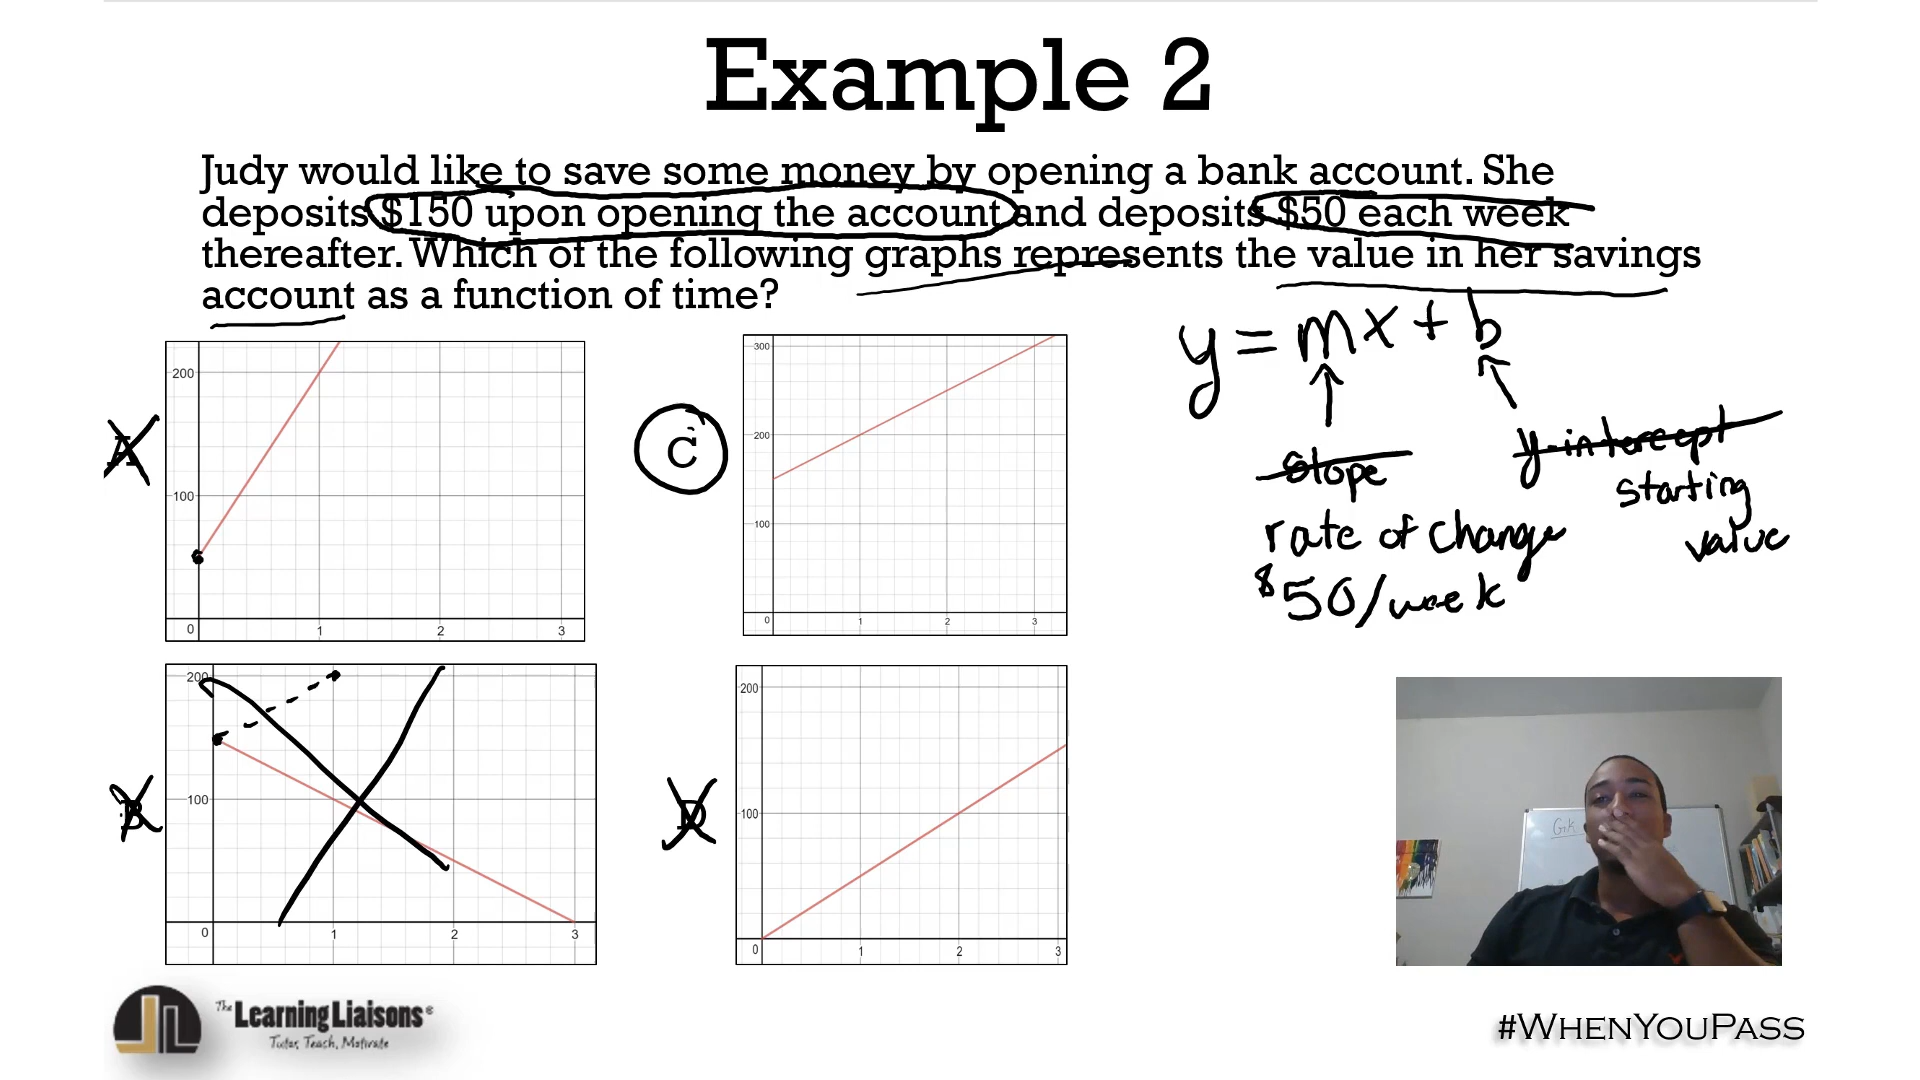 Example 2
Judy would like to save some money by opening a bank account. She
deposits $150 upon opening the account and deposits $50 each week
thereafter. Which of the following graphs represents the value in her savings
account as a function of time?
y = mx + b
slope
y-intercept
starting
value
rate of change
$50/week
A
200
100
0 1 2 3
C
300
200
100
0 1 2 3
B
200
100
0 1 2 3
D
200
100
0 1 2 3
The Learning Liaisons®
Tutor, Teach, Motivate
#WHENYOUPASS